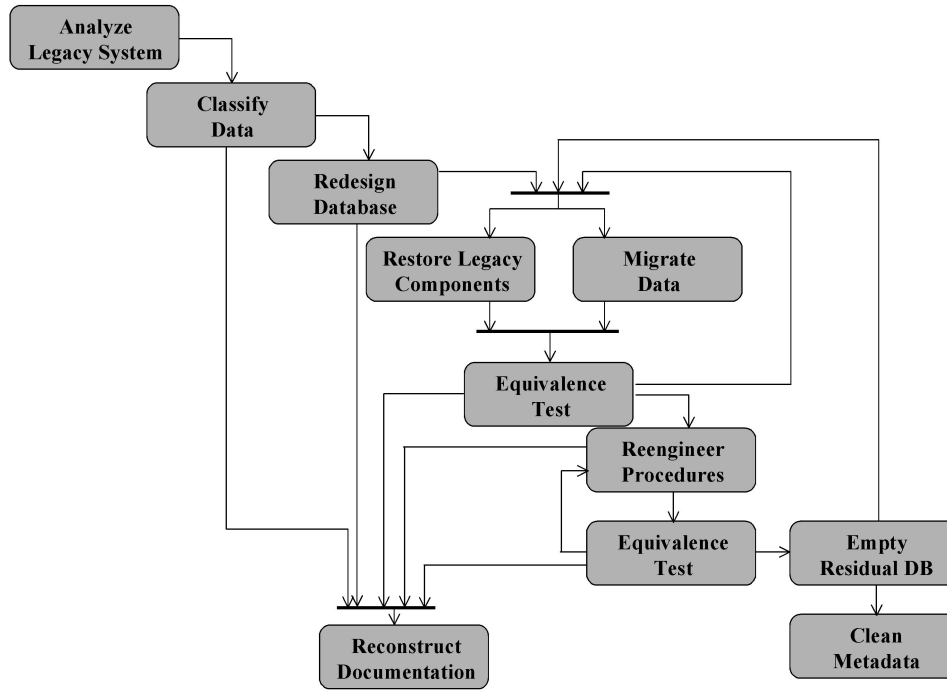 Analyze
Legacy System
Classify
Data
Redesign
Database
Restore Legacy
Components
Migrate
Data
Equivalence
Test
Reengineer
Procedures
Equivalence
Test
Empty
Residual DB
Reconstruct
Documentation
Clean
Metadata